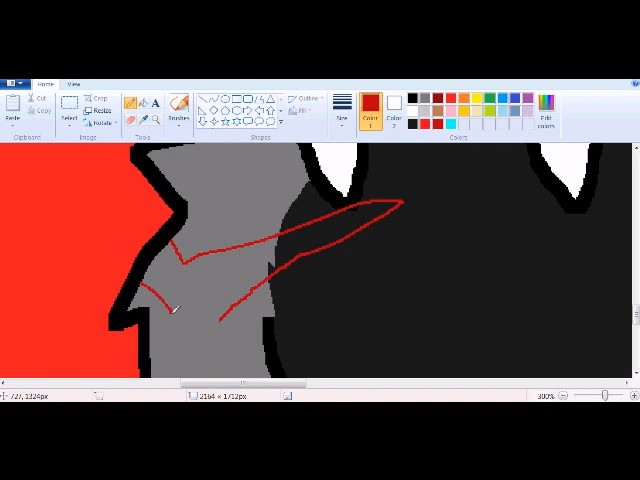 Home View
Cut
Copy
Paste
Clipboard
Crop
Resize
Rotate
Select
Image
A
Tools
Brushes
Outline
Fill
Shapes
Size
Color 1
Color 2
Edit colors
Colors
727, 1324px
2164 × 1712px
300%